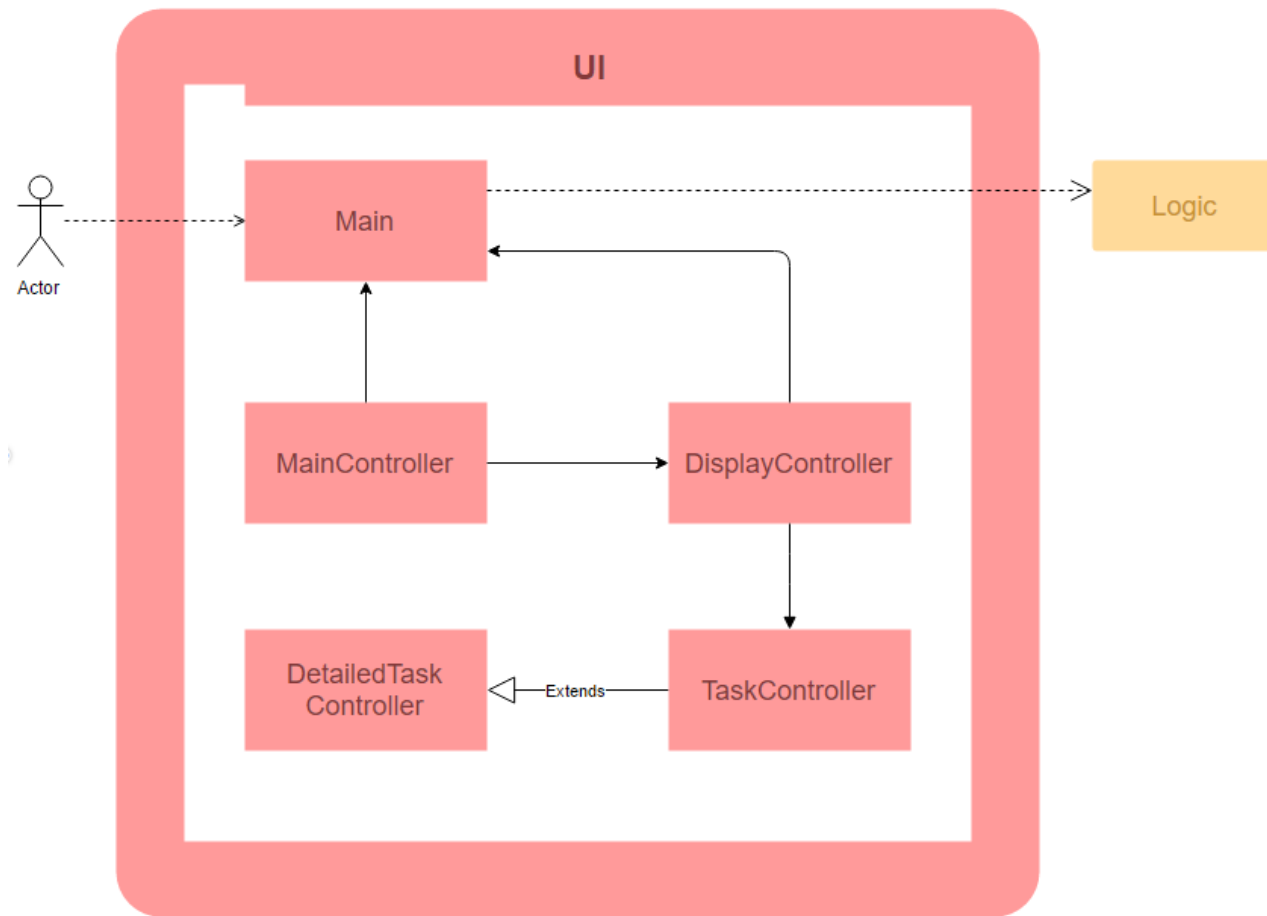 UI
Main
Logic
Actor
MainController
DisplayController
DetailedTask
Controller
Extends
TaskController